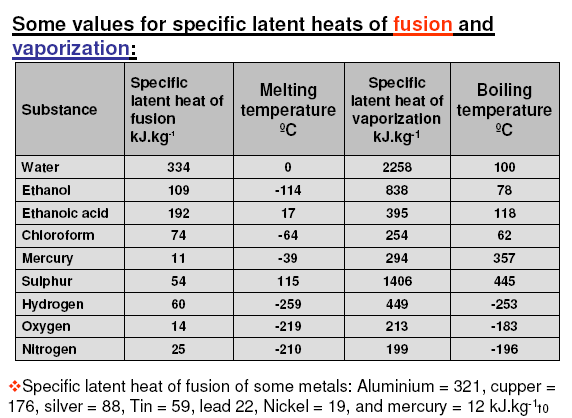 Some values for specific latent heats of fusion and
vaporization:
Substance Specific latent heat of fusion kJ.kg-1 Melting temperature ºC Specific latent heat of vaporization kJ.kg-1 Boiling temperature ºC
Water 334 0 2258 100
Ethanol 109 -114 838 78
Ethanoic acid 192 17 395 118
Chloroform 74 -64 254 62
Mercury 11 -39 294 357
Sulphur 54 115 1406 445
Hydrogen 60 -259 449 -253
Oxygen 14 -219 213 -183
Nitrogen 25 -210 199 -196
❖Specific latent heat of fusion of some metals: Aluminium = 321, cupper =
176, silver = 88, Tin = 59, lead 22, Nickel = 19, and mercury = 12 kJ.kg-1
10